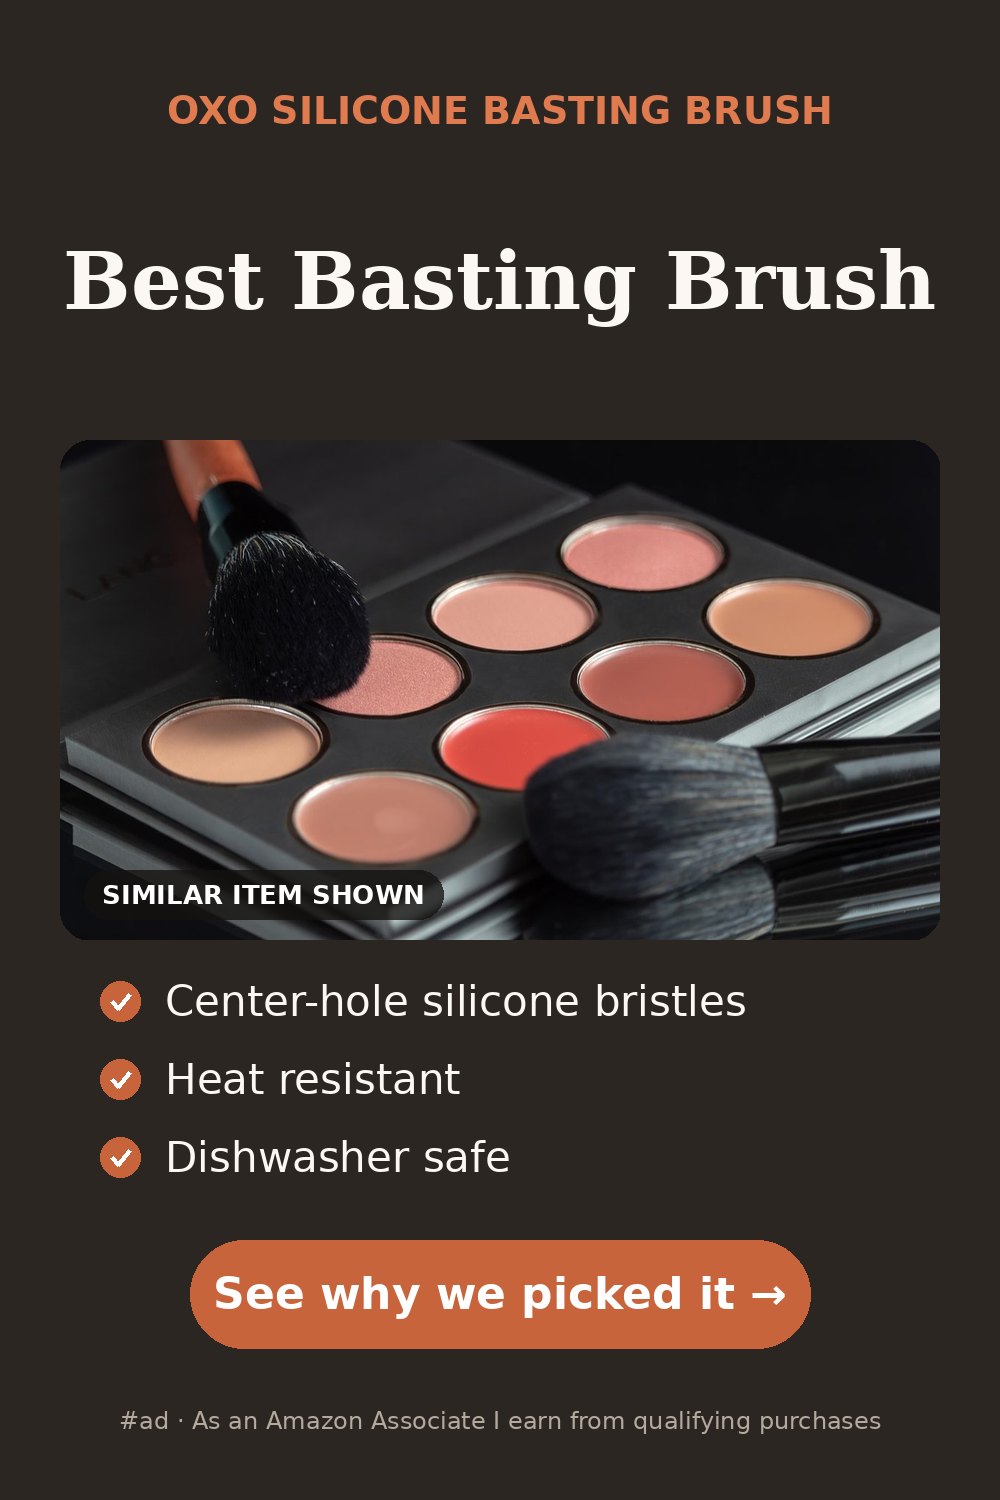 OXO SILICONE BASTING BRUSH
Best Basting Brush
SIMILAR ITEM SHOWN
Center-hole silicone bristles
Heat resistant
Dishwasher safe
See why we picked it →
#ad · As an Amazon Associate I earn from qualifying purchases